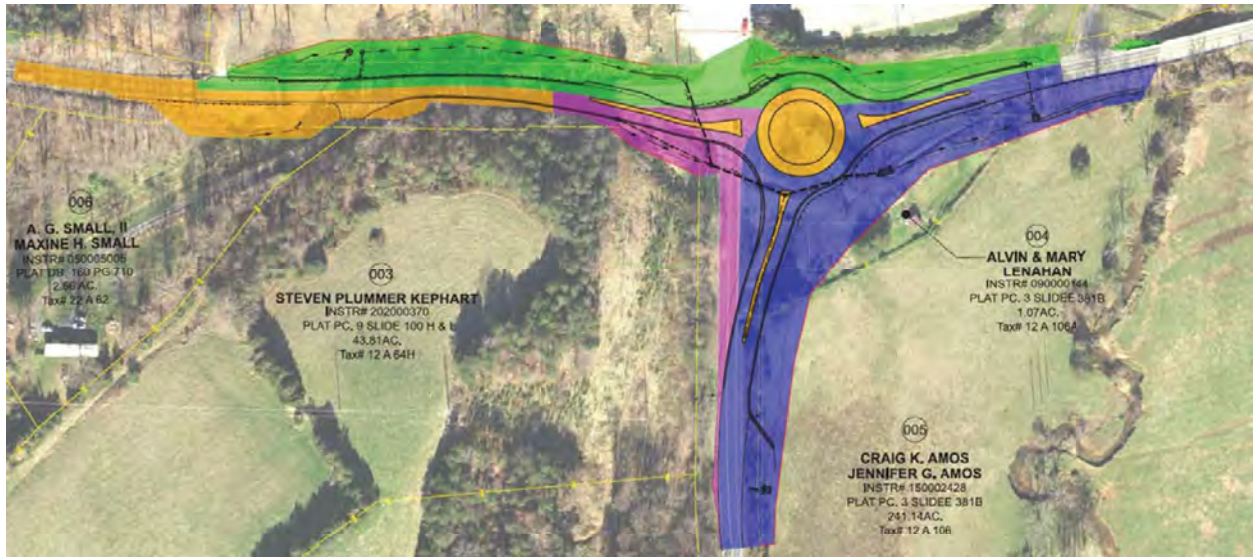 006
A. G. SMALL, II
MAXINE H. SMALL
INSTR# 050005005
PLAT DB. 160 PG 710
2.66 AC.
Tax# 22 A 62
003
STEVEN PLUMMER KEPHART
INSTR# 202000370
PLAT PC. 9 SLIDE 100 H &
43.81AC.
Tax# 12 A 64H
004
ALVIN & MARY
LENAHAN
INSTR# 090000144
PLAT PC. 3 SLIDEE 381B
1.07AC.
Tax# 12 A 106A
005
CRAIG K. AMOS
JENNIFER G. AMOS
INSTR# 150002428
PLAT PC. 3 SLIDEE 381B
241.14AC.
Tax# 12 A 106